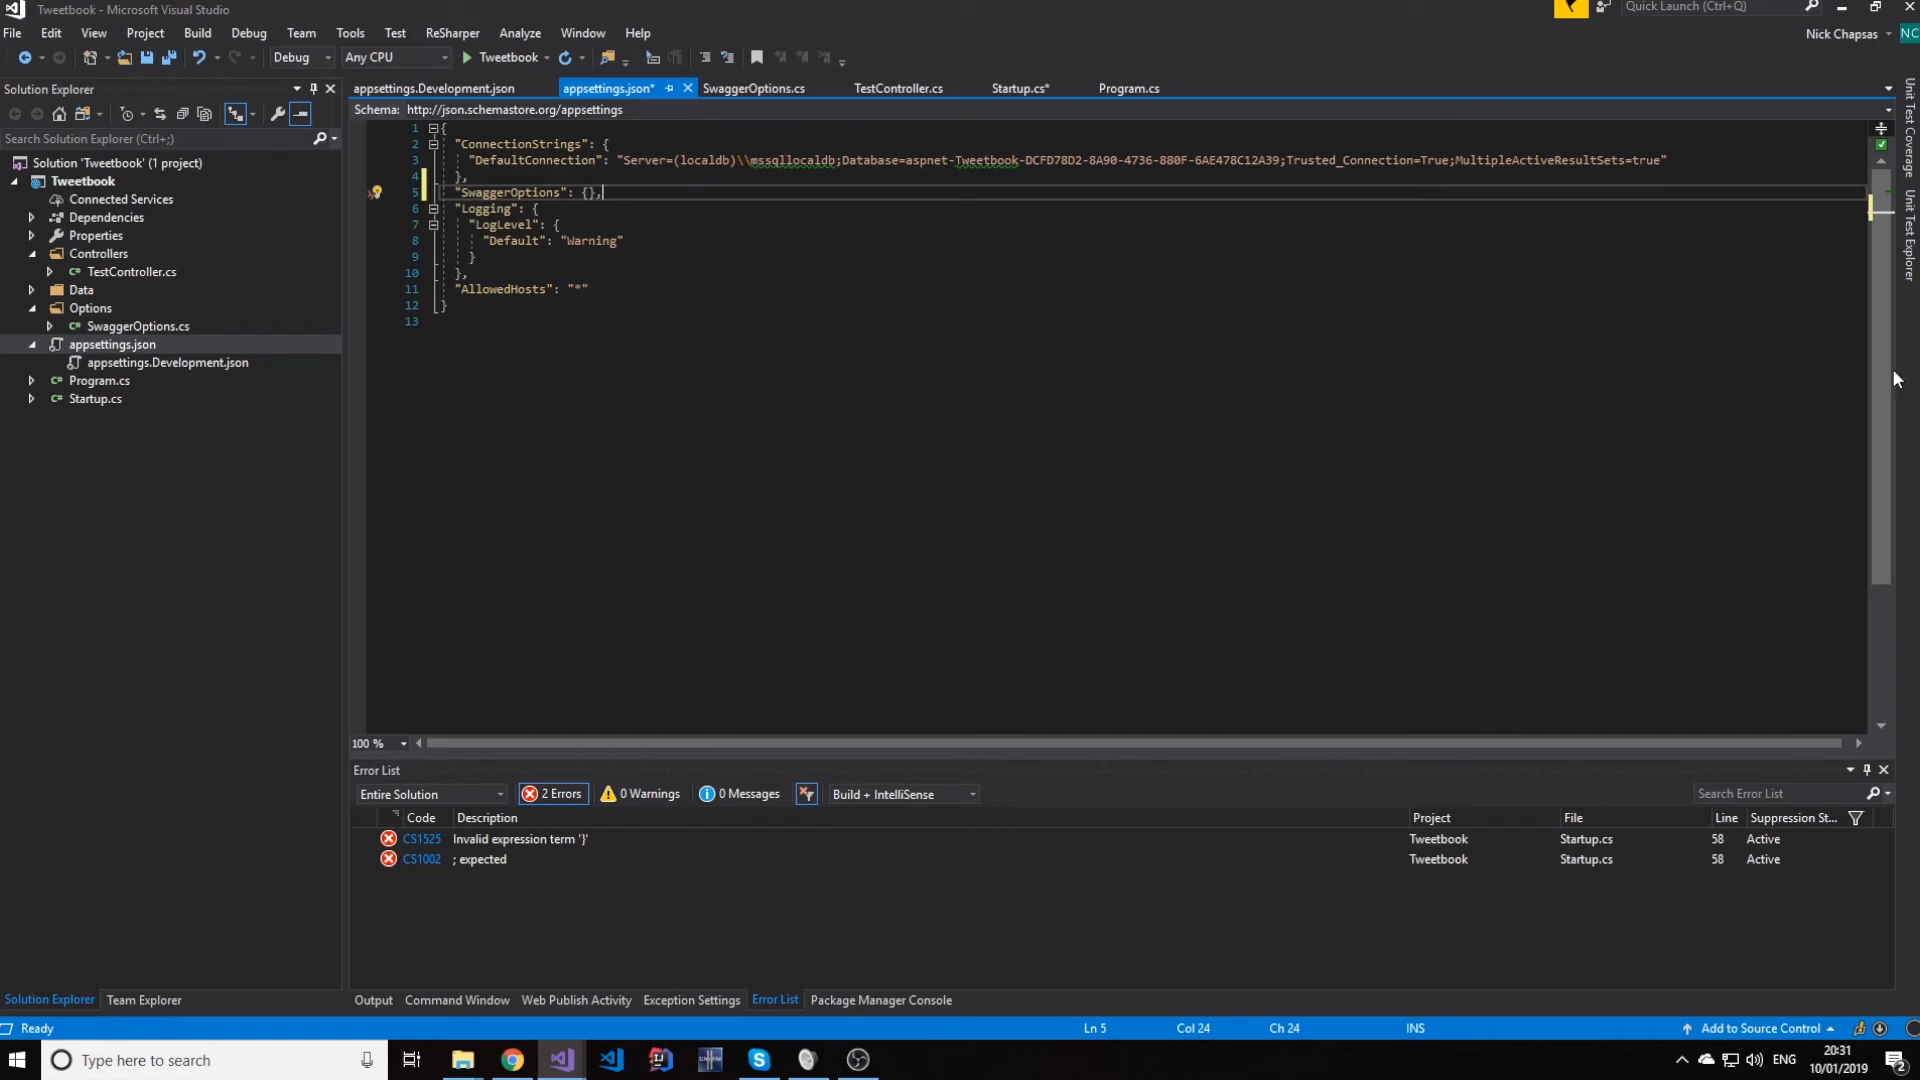 Tweetbook - Microsoft Visual Studio
Quick Launch (Ctrl+Q)
File Edit View Project Build Debug Team Tools Test ReSharper Analyze Window Help
Nick Chapsas NC
Debug Any CPU Tweetbook
Solution Explorer
appsettings.Development.json appsettings.json* SwaggerOptions.cs TestController.cs Startup.cs* Program.cs
Schema: http://json.schemastore.org/appsettings
Search Solution Explorer (Ctrl+;)
Solution 'Tweetbook' (1 project)
Tweetbook
Connected Services
Dependencies
Properties
Controllers
TestController.cs
Data
Options
SwaggerOptions.cs
appsettings.json
appsettings.Development.json
Program.cs
Startup.cs
1 {
2 "ConnectionStrings": {
3 "DefaultConnection": "Server=(localdb)\\mssqllocaldb;Database=aspnet-Tweetbook-DCFD78D2-8A90-4736-880F-6AE478C12A39;Trusted_Connection=True;MultipleActiveResultSets=true"
4 },
5 "SwaggerOptions": {},
6 "Logging": {
7 "LogLevel": {
8 "Default": "Warning"
9 }
10 },
11 "AllowedHosts": "*"
12 }
13
Unit Test Coverage
Unit Test Explorer
100 %
Error List
Entire Solution 2 Errors 0 Warnings 0 Messages Build + IntelliSense Search Error List
Code Description Project File Line Suppression St...
CS1525 Invalid expression term '}' Tweetbook Startup.cs 58 Active
CS1002 ; expected Tweetbook Startup.cs 58 Active
Solution Explorer Team Explorer
Output Command Window Web Publish Activity Exception Settings Error List Package Manager Console
Ready Ln 5 Col 24 Ch 24 INS Add to Source Control
Type here to search
ENG
20:31
10/01/2019
2